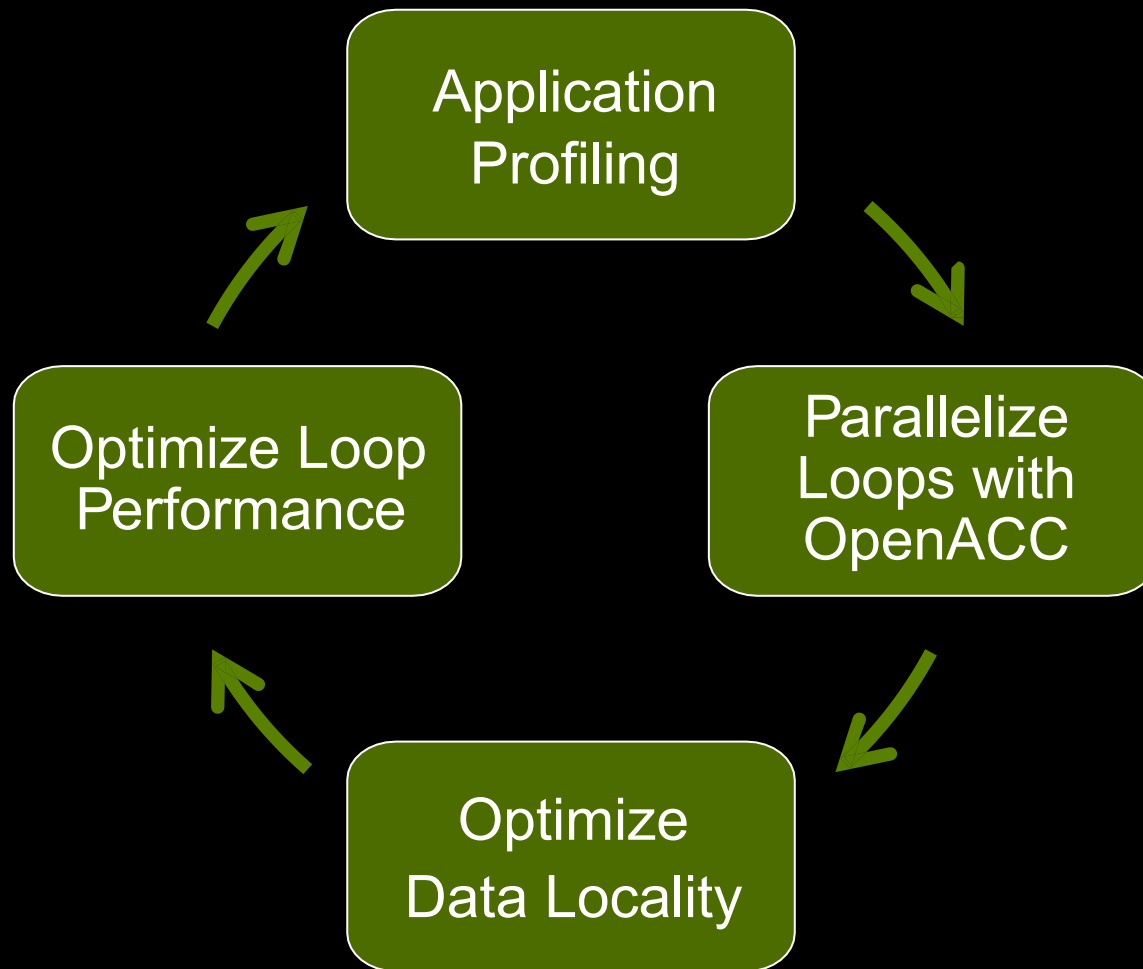 Application
Profiling
Parallelize
Loops with
OpenACC
Optimize
Data Locality
Optimize Loop
Performance